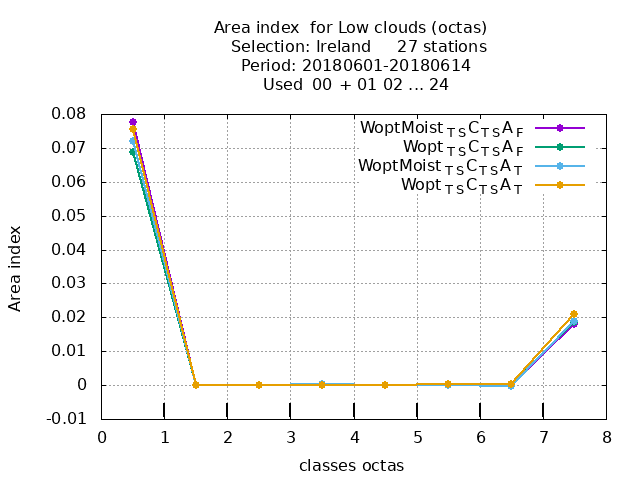 Area index  for Low clouds (octas)
Selection: Ireland     27 stations
Period: 20180601-20180614
Used  00 + 01 02 ... 24
WoptMoist TS C TS A F
Wopt TS C TS A F
WoptMoist TS C TS A T
Wopt TS C TS A T
0.08
0.07
0.06
0.05
0.04
0.03
0.02
0.01
0
-0.01
Area index
0 1 2 3 4 5 6 7 8
classes octas